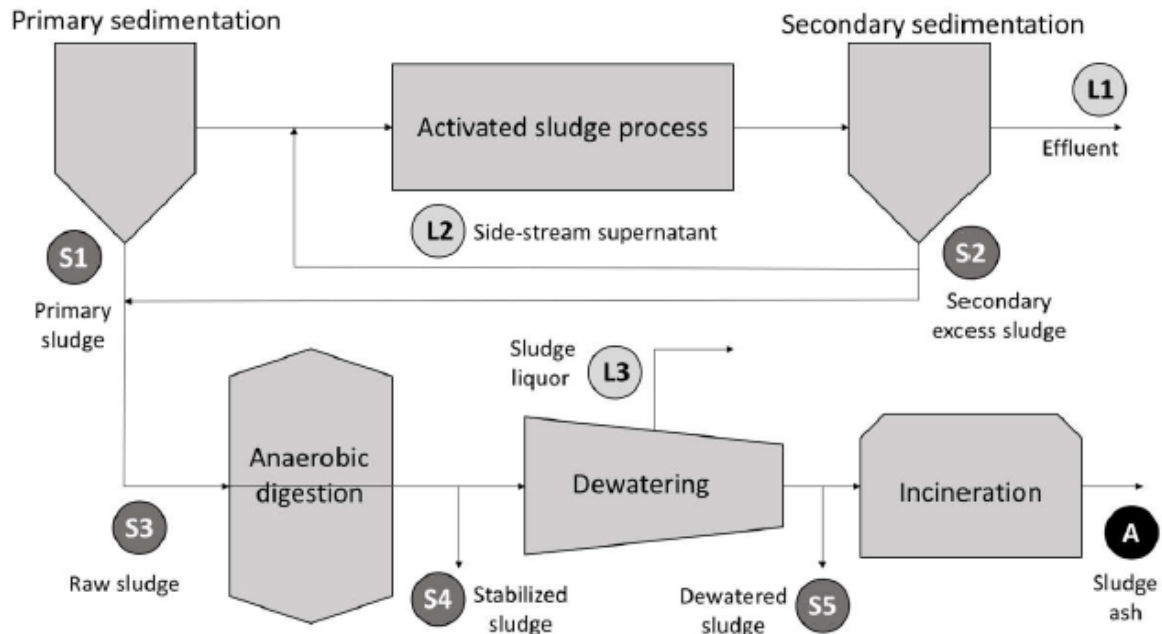 Primary sedimentation
Secondary sedimentation
L1
Activated sludge process
Effluent
L2 Side-stream supernatant
S1
S2
Primary
sludge
Secondary
excess sludge
Sludge
liquor
L3
Anaerobic
digestion
Dewatering
Incineration
S3
A
Raw sludge
S4
Stabilized
sludge
Dewatered
sludge
S5
Sludge
ash